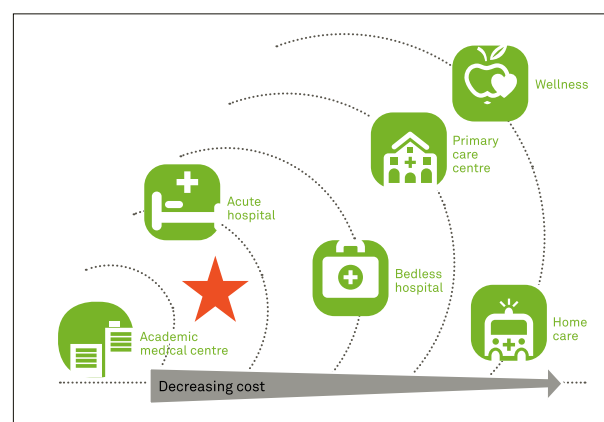 Wellness
Primary
care
centre
Acute
hospital
Bedless
hospital
Academic
medical centre
Home
care
Decreasing cost